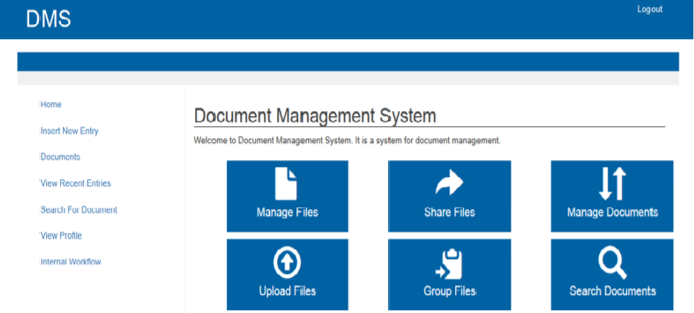 DMS
Logout
Home
Insert New Entry
Documents
View Recent Entries
Search For Document
View Profile
Internal Workflow
Document Management System
Welcome to Document Management System. It is a system for document management.
Manage Files
Share Files
Manage Documents
Upload Files
Group Files
Search Documents